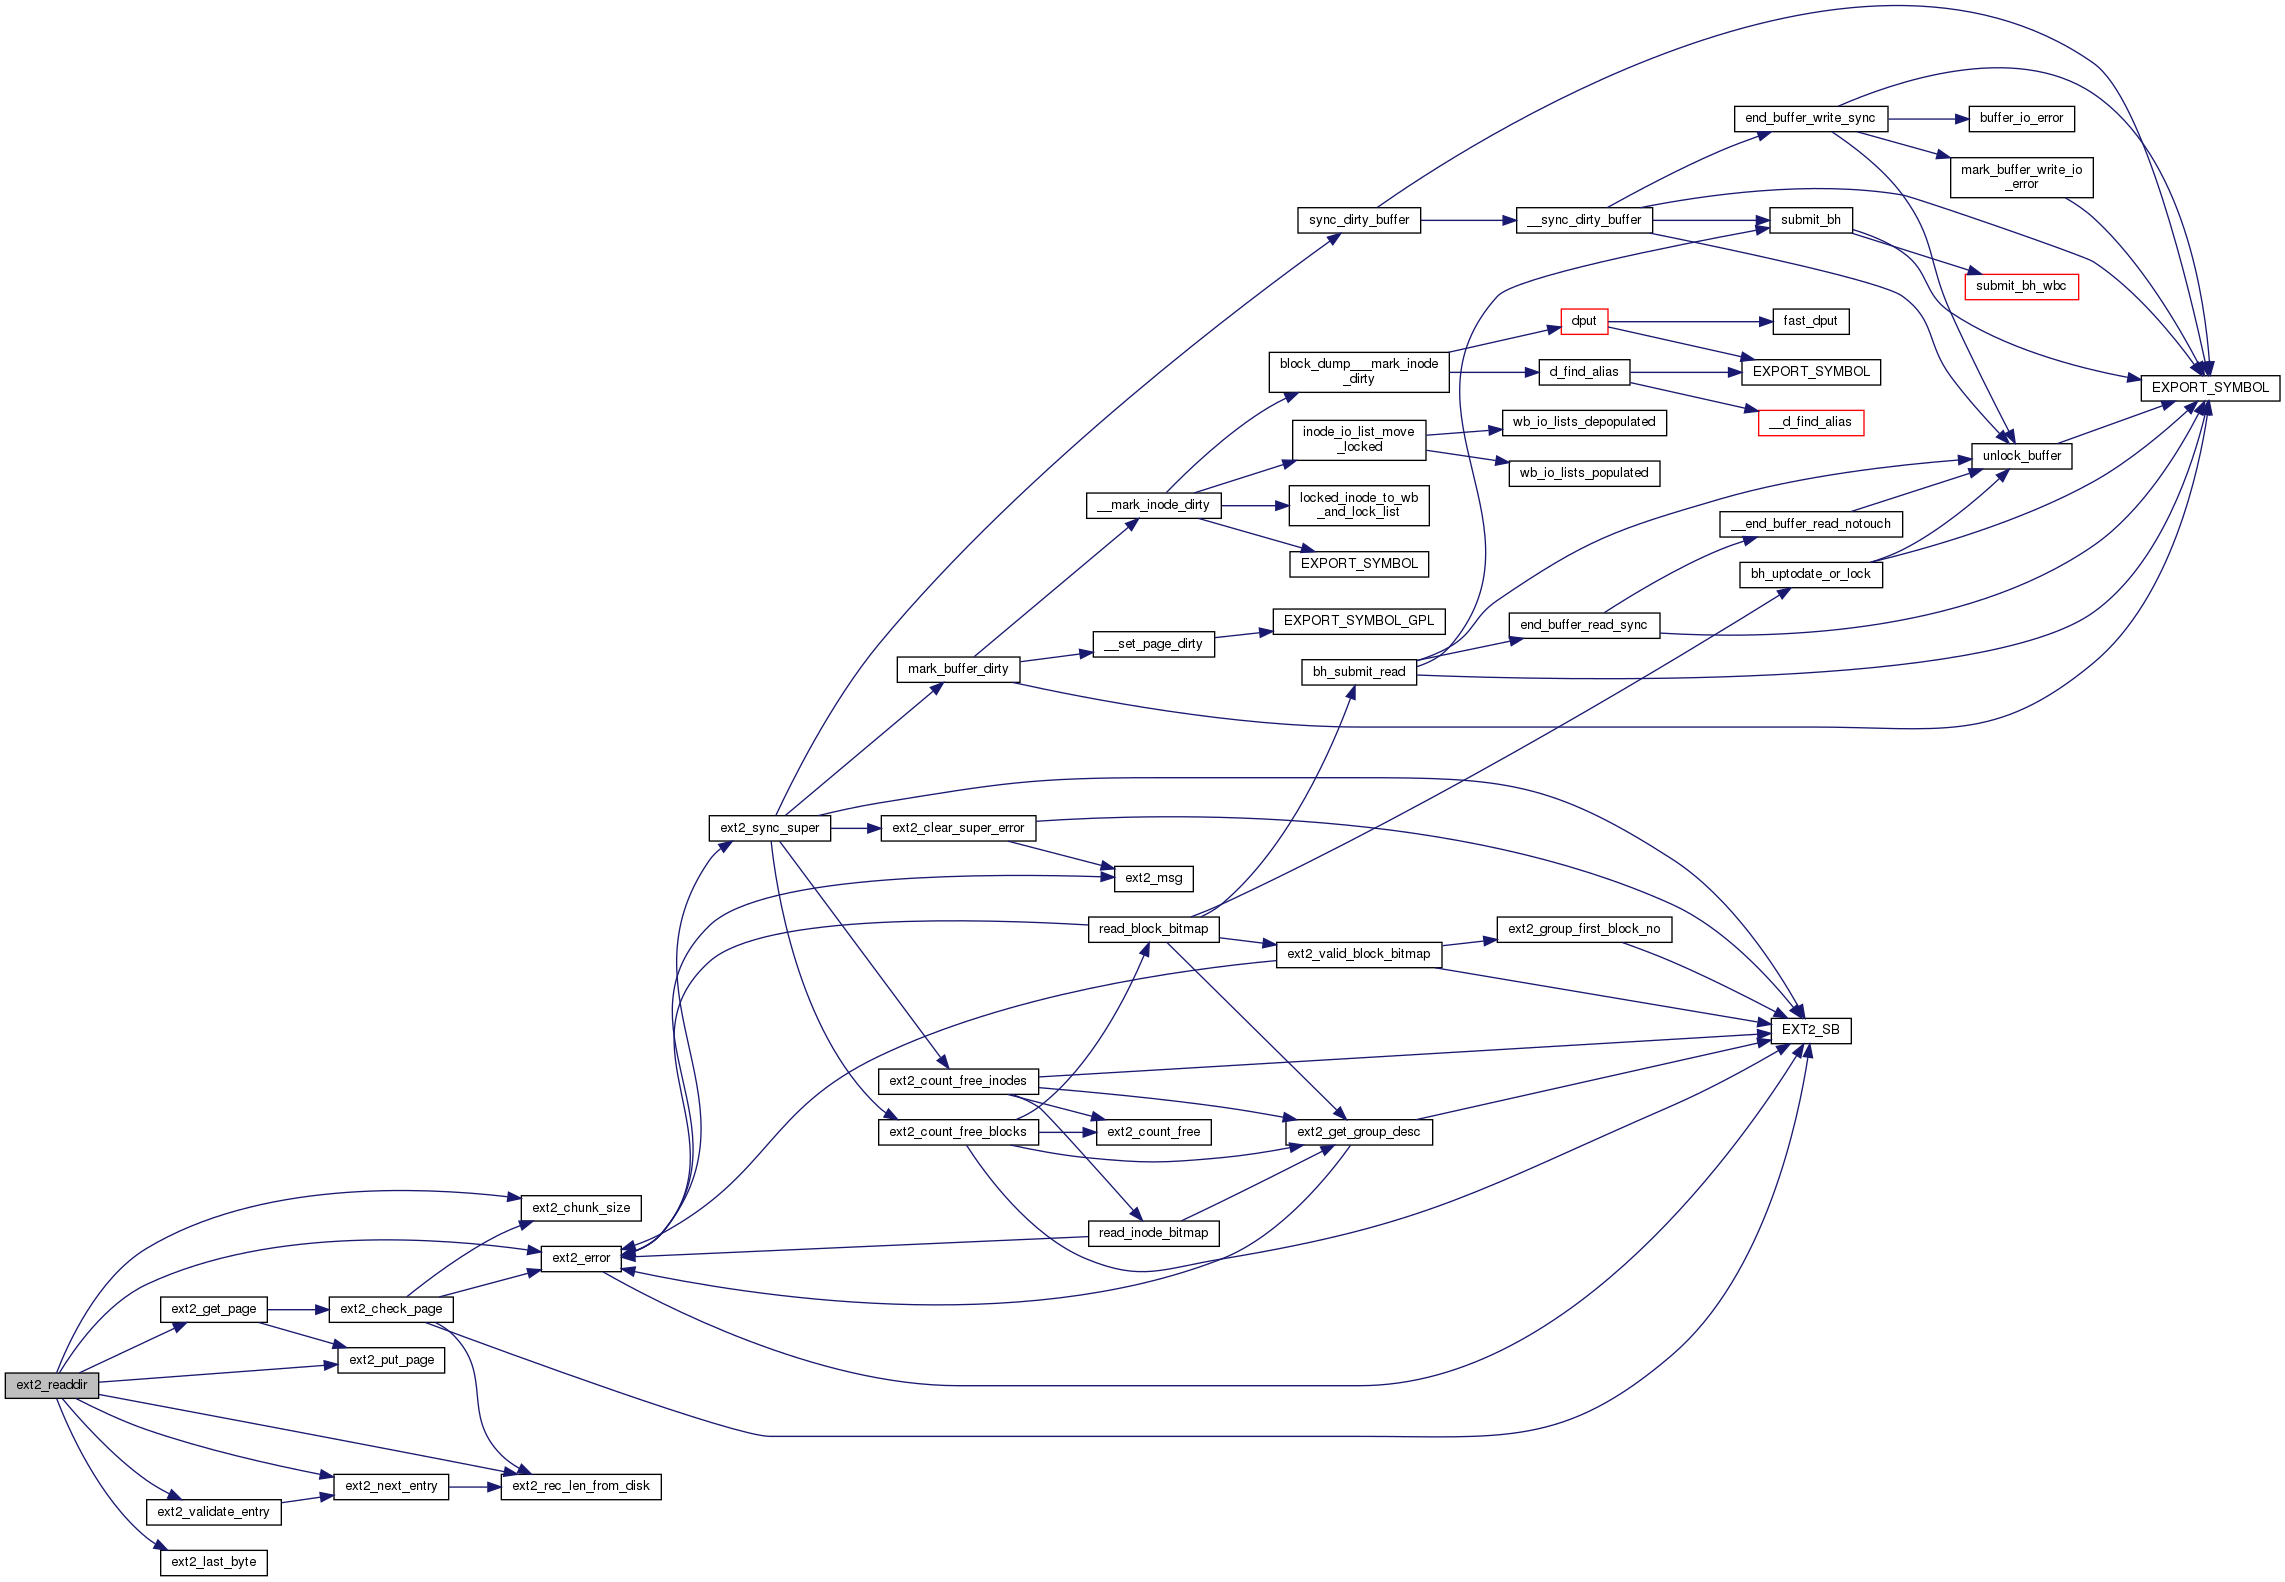 end_buffer_write_sync
buffer_io_error
mark_buffer_write_io
_error
sync_dirty_buffer
__sync_dirty_buffer
submit_bh
submit_bh_wbc
dput
fast_dput
block_dump___mark_inode
_dirty
d_find_alias
EXPORT_SYMBOL
EXPORT_SYMBOL
__d_find_alias
wb_io_lists_depopulated
inode_io_list_move
_locked
unlock_buffer
wb_io_lists_populated
__mark_inode_dirty
locked_inode_to_wb
_and_lock_list
__end_buffer_read_notouch
EXPORT_SYMBOL
bh_uptodate_or_lock
EXPORT_SYMBOL_GPL
end_buffer_read_sync
__set_page_dirty
mark_buffer_dirty
bh_submit_read
ext2_sync_super
ext2_clear_super_error
ext2_msg
read_block_bitmap
ext2_group_first_block_no
ext2_valid_block_bitmap
EXT2_SB
ext2_count_free_inodes
ext2_count_free_blocks
ext2_count_free
ext2_get_group_desc
ext2_chunk_size
read_inode_bitmap
ext2_error
ext2_get_page
ext2_check_page
ext2_put_page
ext2_readdir
ext2_next_entry
ext2_rec_len_from_disk
ext2_validate_entry
ext2_last_byte